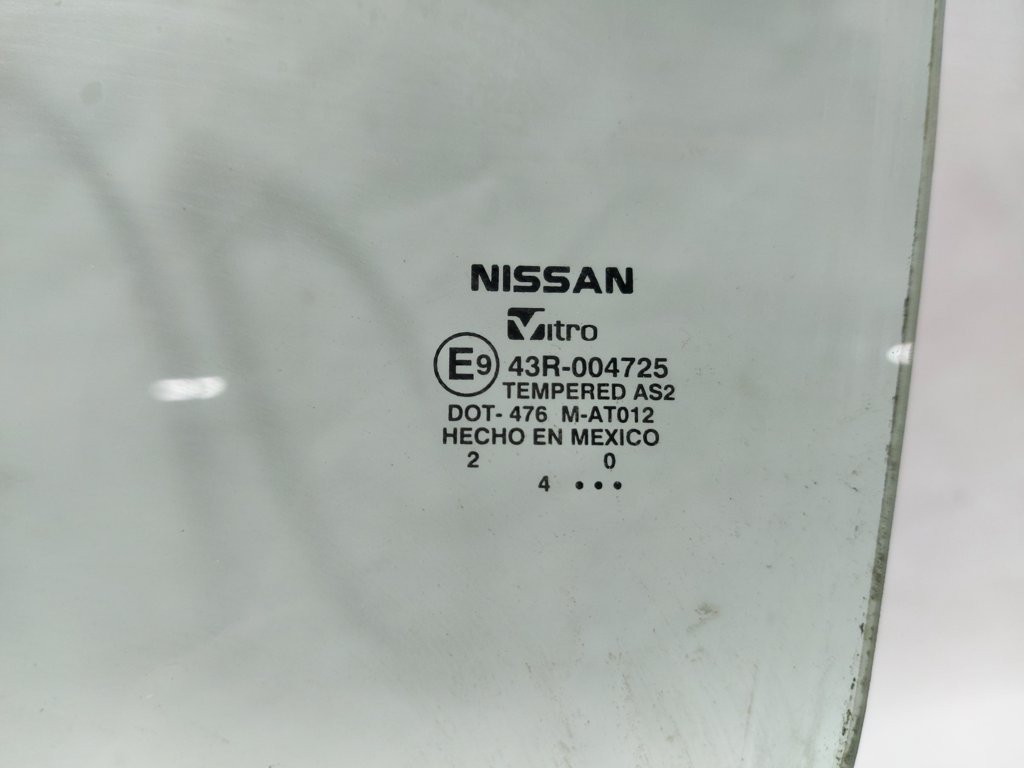 NISSAN
Vitro
E9 43R-004725
TEMPERED AS2
DOT- 476 M-AT012
HECHO EN MEXICO
2 0
4 •••